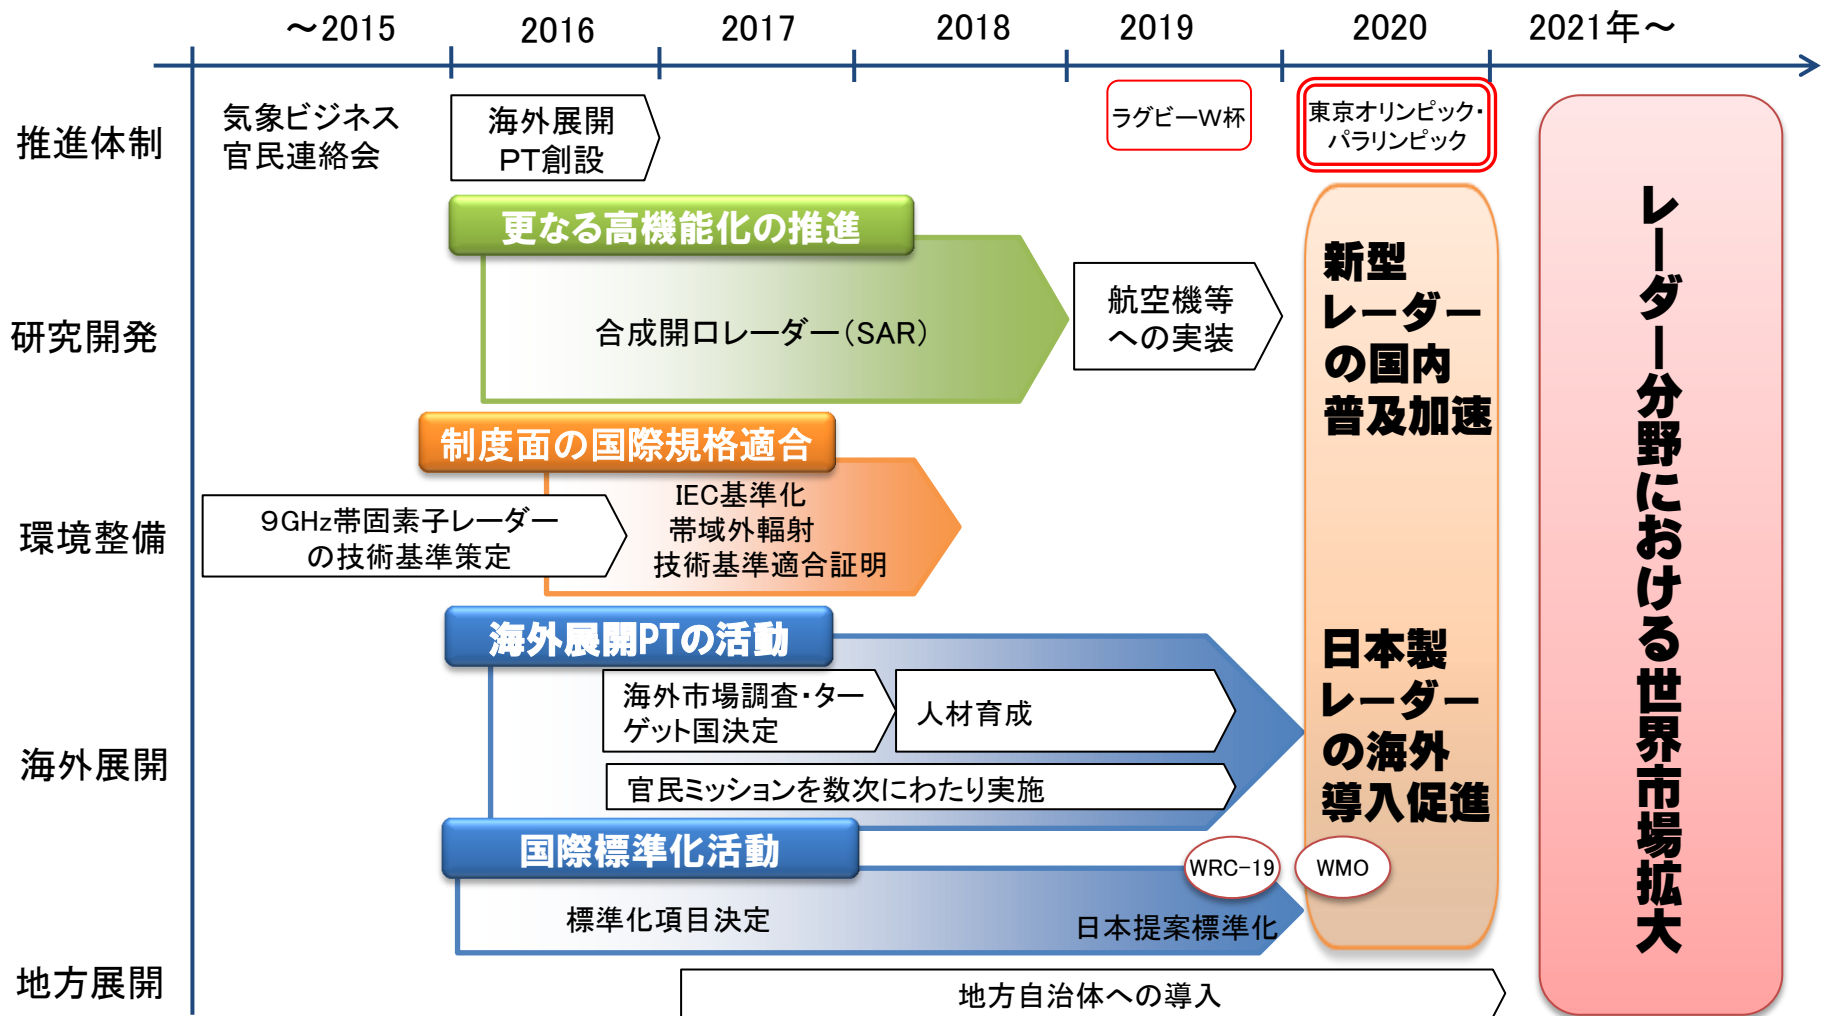 ～2015
2016
2017
2018
2019
2020
2021年～
推進体制
気象ビジネス
官民連絡会
海外展開
ＰＴ創設
ラグビーＷ杯
東京オリンピック・
パラリンピック
研究開発
更なる高機能化の推進
合成開口レーダー（SAR）
航空機等
への実装
新型
レーダー
の国内
普及加速
レーダー分野における世界市場拡大
環境整備
制度面の国際規格適合
９GHz帯固素子レーダー
の技術基準策定
IEC基準化
帯域外輻射
技術基準適合証明
海外展開
海外展開PTの活動
海外市場調査・ター
ゲット国決定
人材育成
官民ミッションを数次にわたり実施
日本製
レーダー
の海外
導入促進
国際標準化活動
標準化項目決定
WRC-19
WMO
日本提案標準化
地方展開
地方自治体への導入